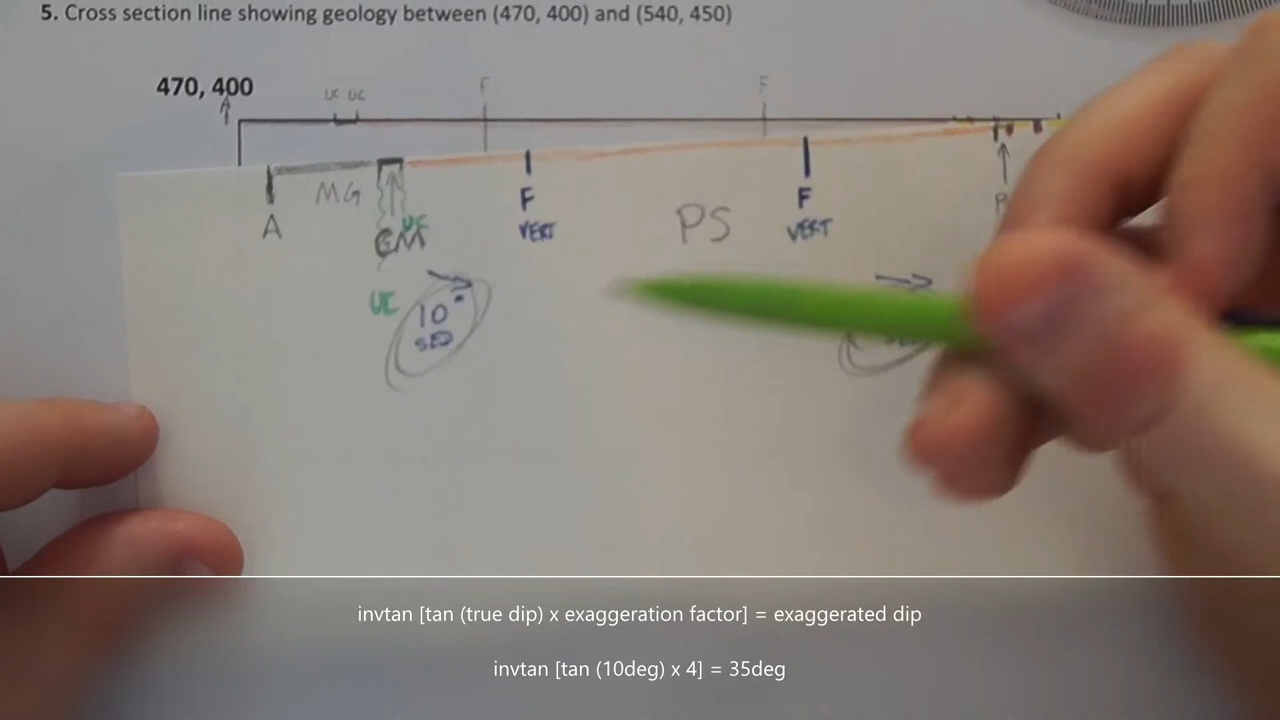 5. Cross section line showing geology between (470, 400) and (540, 450)
470, 400
A
UC UC
F
F
MG
A
UC
CM
F
VERT
PS
F
VERT
UC
10°
SED
invtan [tan (true dip) x exaggeration factor] = exaggerated dip
invtan [tan (10deg) x 4] = 35deg